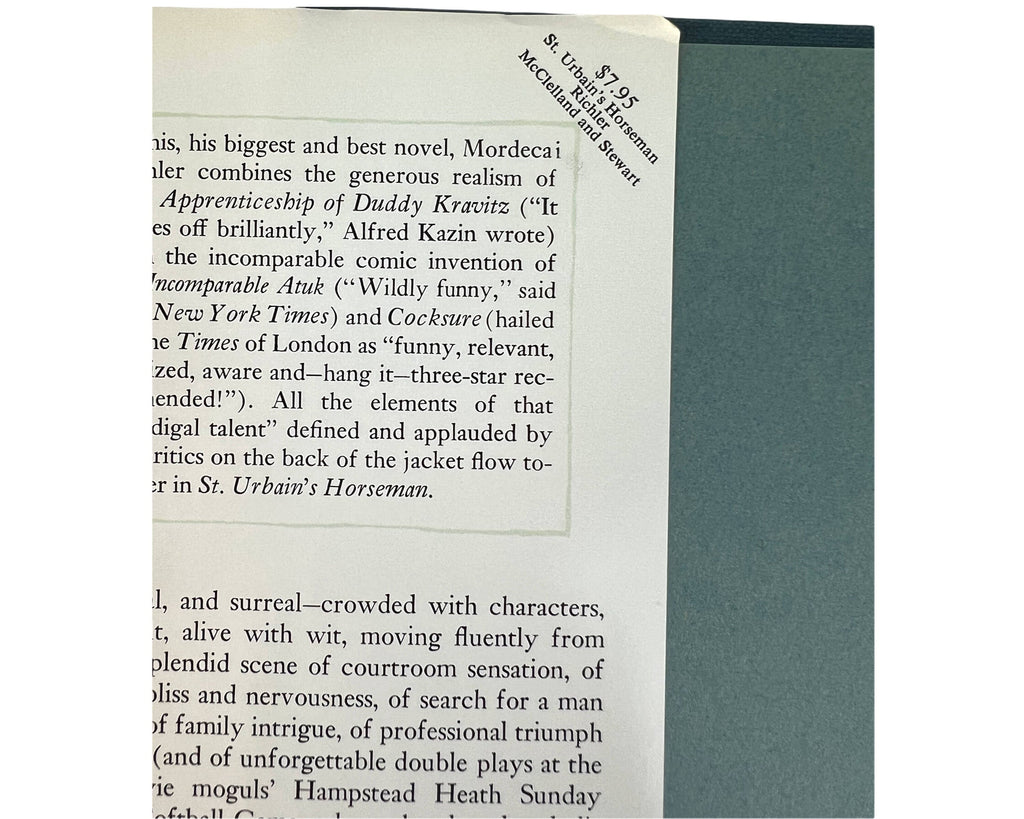 $7.95
St. Urbain's Horseman
Richler
McClelland and Stewart
his, his biggest and best novel, Mordecai
combines the generous realism of
Apprenticeship of Duddy Kravitz (“It
off brilliantly,” Alfred Kazin wrote)
the incomparable comic invention of
Incomparable Atuk (“Wildly funny,” said
New York Times) and Cocksure (hailed
Times of London as “funny, relevant,
aware and—hang it—three-star rec-
ended!”). All the elements of that
digal talent” defined and applauded by
ritics on the back of the jacket flow to-
er in St. Urbain's Horseman.
l, and surreal—crowded with characters,
t, alive with wit, moving fluently from
plendid scene of courtroom sensation, of
bliss and nervousness, of search for a man
of family intrigue, of professional triumph
(and of unforgettable double plays at the
ie moguls’ Hampstead Heath Sunday